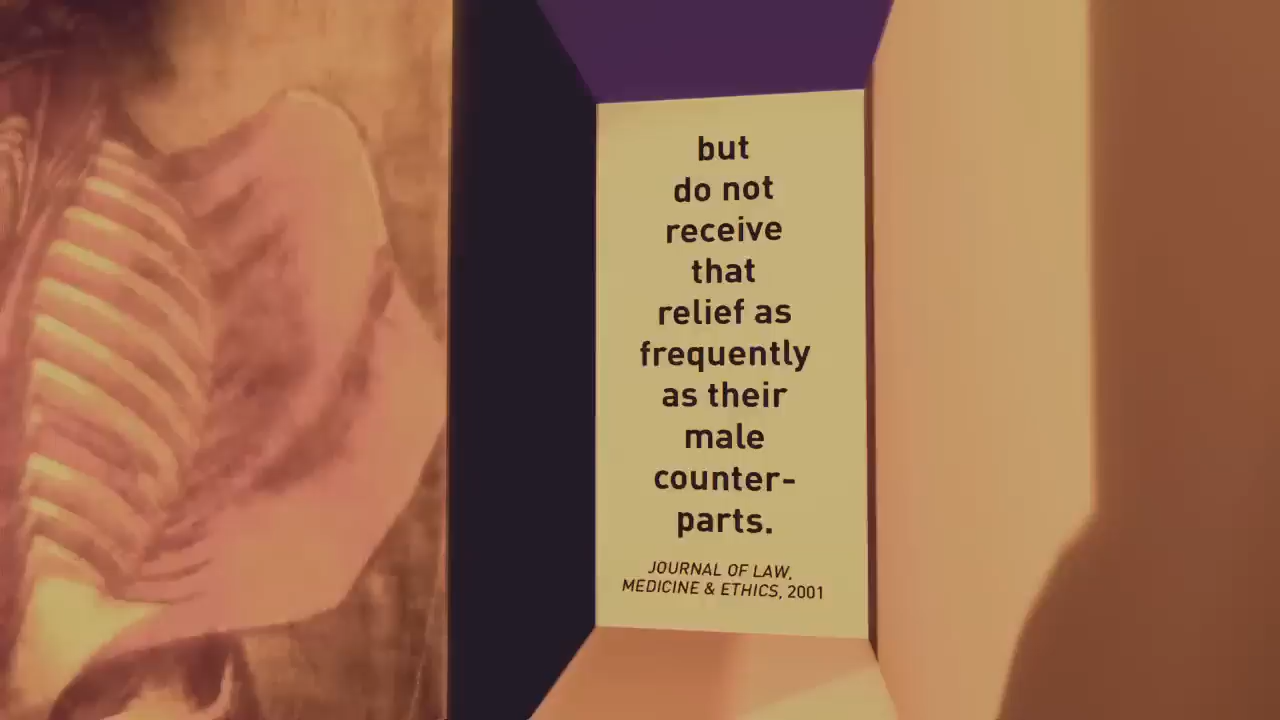 but
do not
receive
that
relief as
frequently
as their
male
counter-
parts.
JOURNAL OF LAW,
MEDICINE & ETHICS, 2001